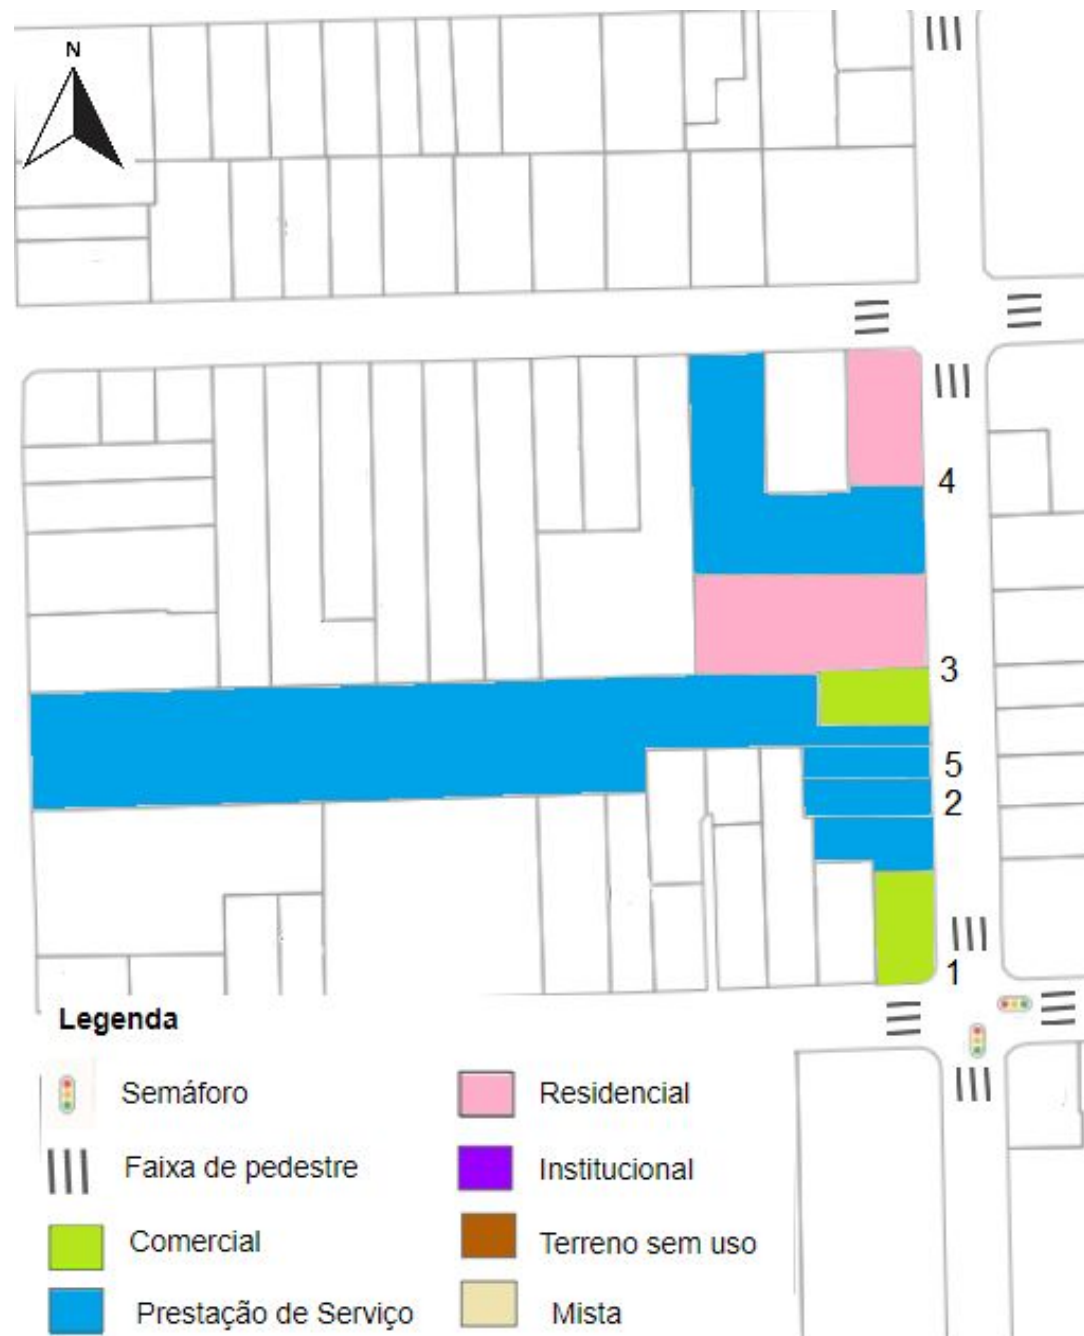 N
4
3
5
2
1
Legenda
Semáforo
Residencial
Faixa de pedestre
Institucional
Comercial
Terreno sem uso
Prestação de Serviço
Mista